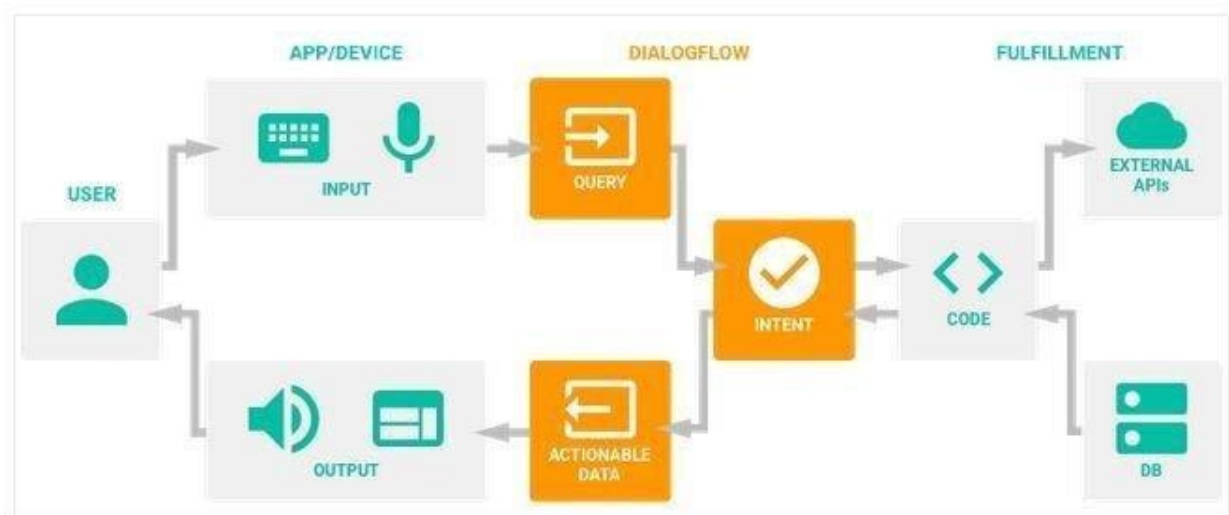 APP/DEVICE
DIALOGFLOW
FULFILLMENT
USER
INPUT
QUERY
EXTERNAL
APIs
INTENT
CODE
OUTPUT
ACTIONABLE
DATA
DB